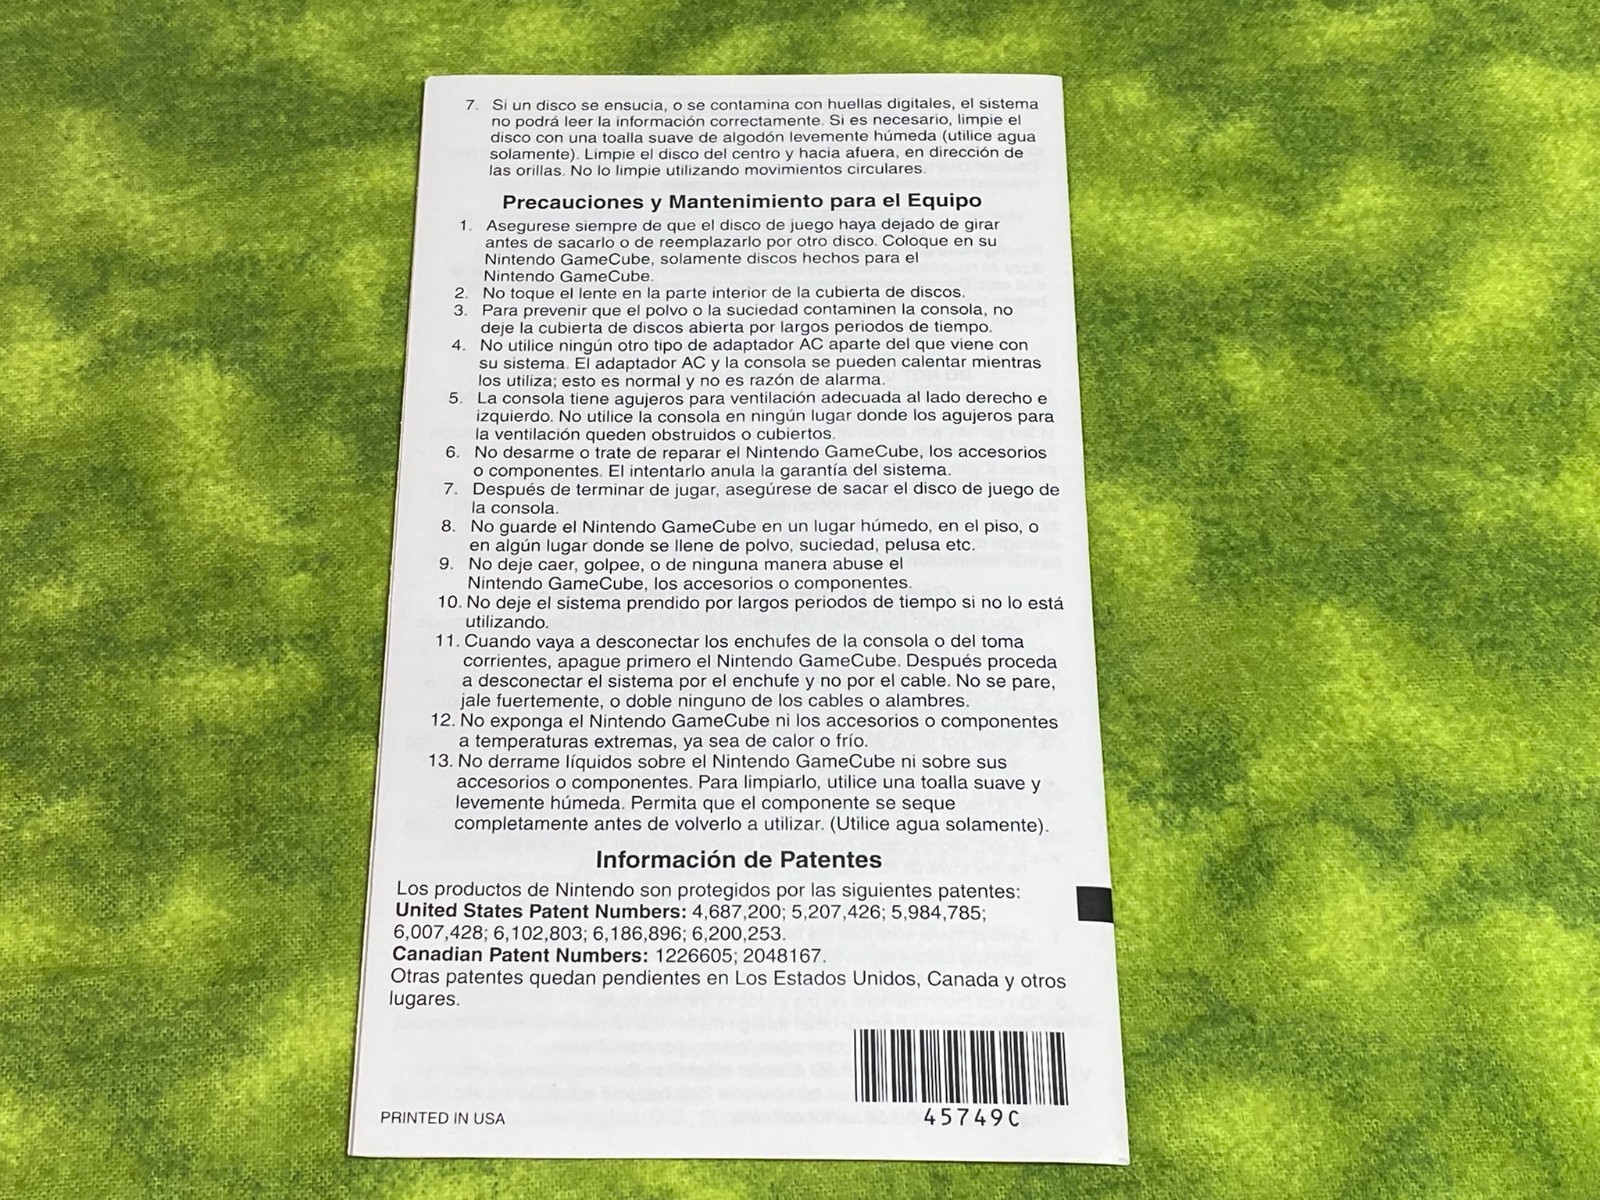 7. Si un disco se ensucia, o se contamina con huellas digitales, el sistema
no podrá leer la información correctamente. Si es necesario, limpie el
disco con una toalla suave de algodón levemente húmeda (utilice agua
solamente). Limpie el disco del centro y hacia afuera, en dirección de
las orillas. No lo limpie utilizando movimientos circulares.
Precauciones y Mantenimiento para el Equipo
1. Asegurese siempre de que el disco de juego haya dejado de girar
antes de sacarlo o de reemplazarlo por otro disco. Coloque en su
Nintendo GameCube, solamente discos hechos para el
Nintendo GameCube.
2. No toque el lente en la parte interior de la cubierta de discos.
3. Para prevenir que el polvo o la suciedad contaminen la consola, no
deje la cubierta de discos abierta por largos periodos de tiempo.
4. No utilice ningún otro tipo de adaptador AC aparte del que viene con
su sistema. El adaptador AC y la consola se pueden calentar mientras
los utiliza; esto es normal y no es razón de alarma.
5. La consola tiene agujeros para ventilación adecuada al lado derecho e
izquierdo. No utilice la consola en ningún lugar donde los agujeros para
la ventilación queden obstruidos o cubiertos.
6. No desarme o trate de reparar el Nintendo GameCube, los accesorios
o componentes. El intentarlo anula la garantía del sistema.
7. Después de terminar de jugar, asegúrese de sacar el disco de juego de
la consola.
8. No guarde el Nintendo GameCube en un lugar húmedo, en el piso, o
en algún lugar donde se llene de polvo, suciedad, pelusa etc.
9. No deje caer, golpee, o de ninguna manera abuse el
Nintendo GameCube, los accesorios o componentes.
10. No deje el sistema prendido por largos periodos de tiempo si no lo está
utilizando.
11. Cuando vaya a desconectar los enchufes de la consola o del toma
corrientes, apague primero el Nintendo GameCube. Después proceda
a desconectar el sistema por el enchufe y no por el cable. No se pare,
jale fuertemente, o doble ninguno de los cables o alambres.
12. No exponga el Nintendo GameCube ni los accesorios o componentes
a temperaturas extremas, ya sea de calor o frío.
13. No derrame líquidos sobre el Nintendo GameCube ni sobre sus
accesorios o componentes. Para limpiarlo, utilice una toalla suave y
levemente húmeda. Permita que el componente se seque
completamente antes de volverlo a utilizar. (Utilice agua solamente).
Información de Patentes
Los productos de Nintendo son protegidos por las siguientes patentes:
United States Patent Numbers: 4,687,200; 5,207,426; 5,984,785;
6,007,428; 6,102,803; 6,186,896; 6,200,253.
Canadian Patent Numbers: 1226605; 2048167.
Otras patentes quedan pendientes en Los Estados Unidos, Canada y otros
lugares.
45749C
PRINTED IN USA